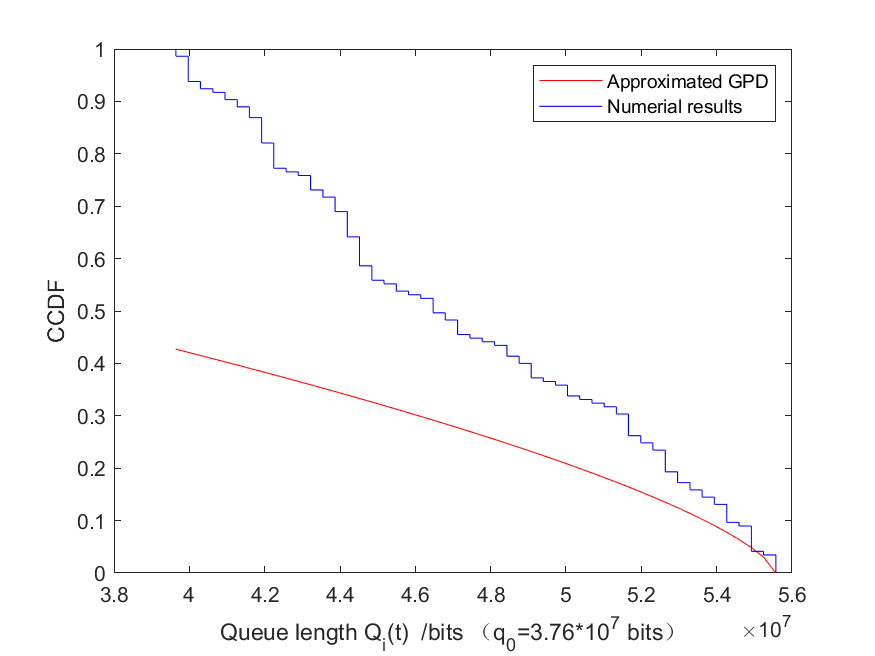 Approximated GPD
Numerial results
CCDF
1
0.9
0.8
0.7
0.6
0.5
0.4
0.3
0.2
0.1
0
3.8 4 4.2 4.4 4.6 4.8 5 5.2 5.4 5.6
×10^7
Queue length Q_i(t) /bits （q_0=3.76*10^7 bits）